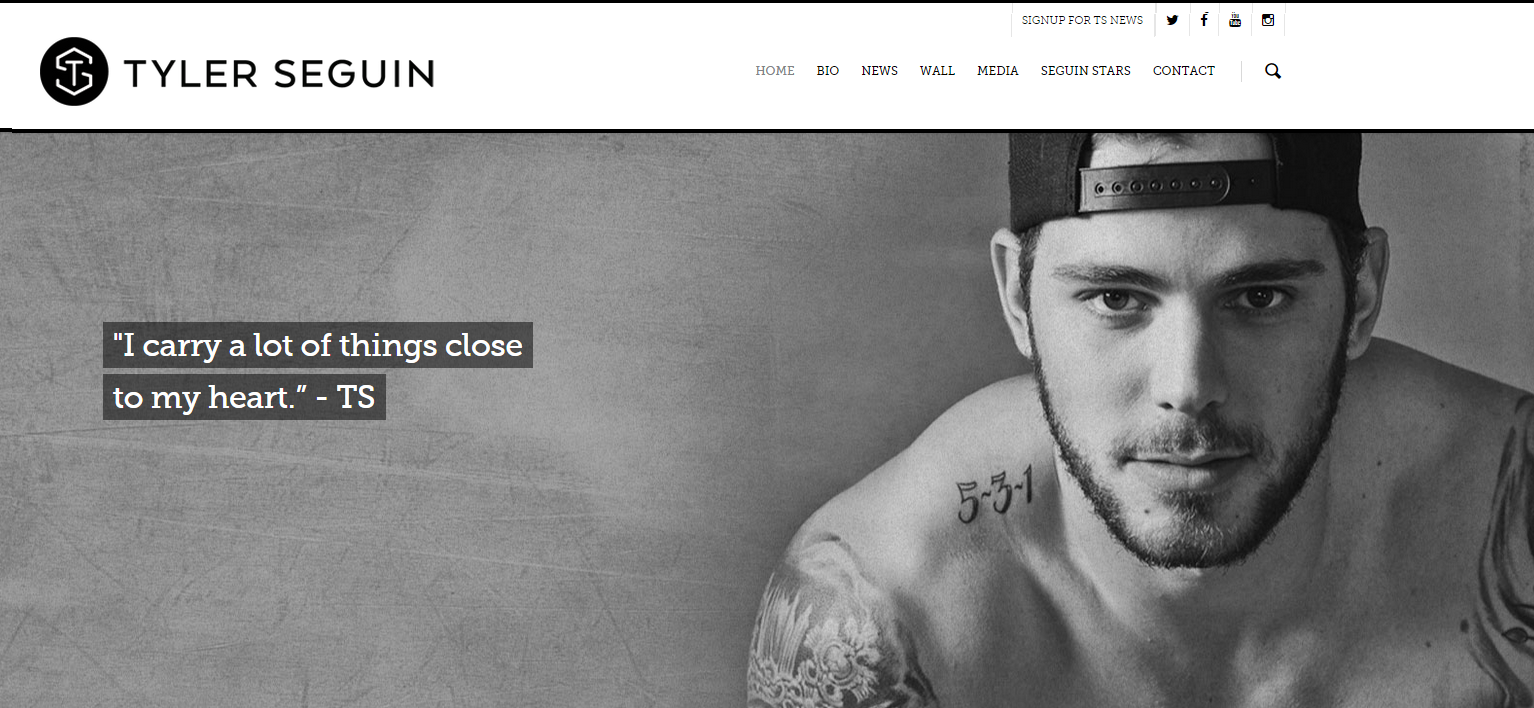 SIGNUP FOR TS NEWS
TYLER SEGUIN
HOME BIO NEWS WALL MEDIA SEGUIN STARS CONTACT
"I carry a lot of things close
to my heart.” - TS
5~3~1